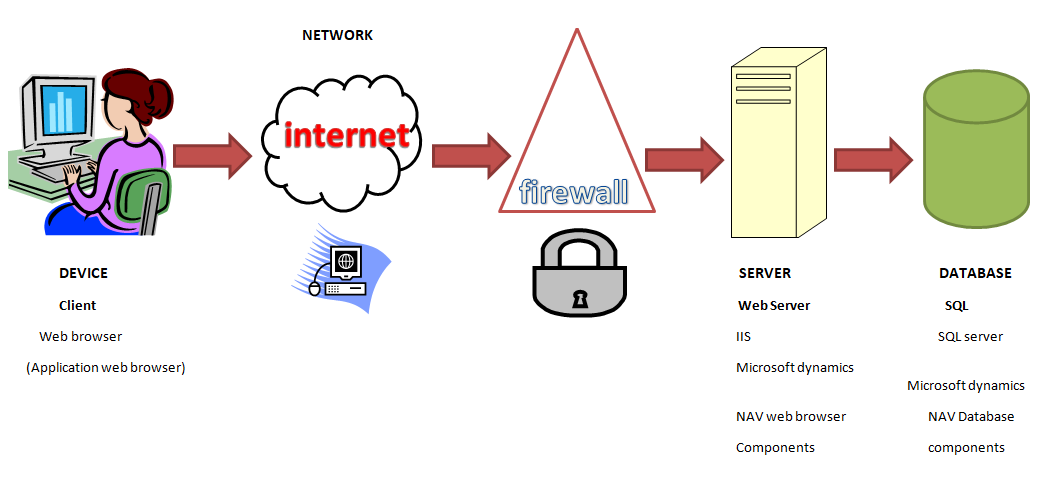 NETWORK
internet
firewall
DEVICE
Client
Web browser
(Application web browser)
SERVER
Web Server
IIS
Microsoft dynamics
NAV web browser
Components
DATABASE
SQL
SQL server
Microsoft dynamics
NAV Database
components